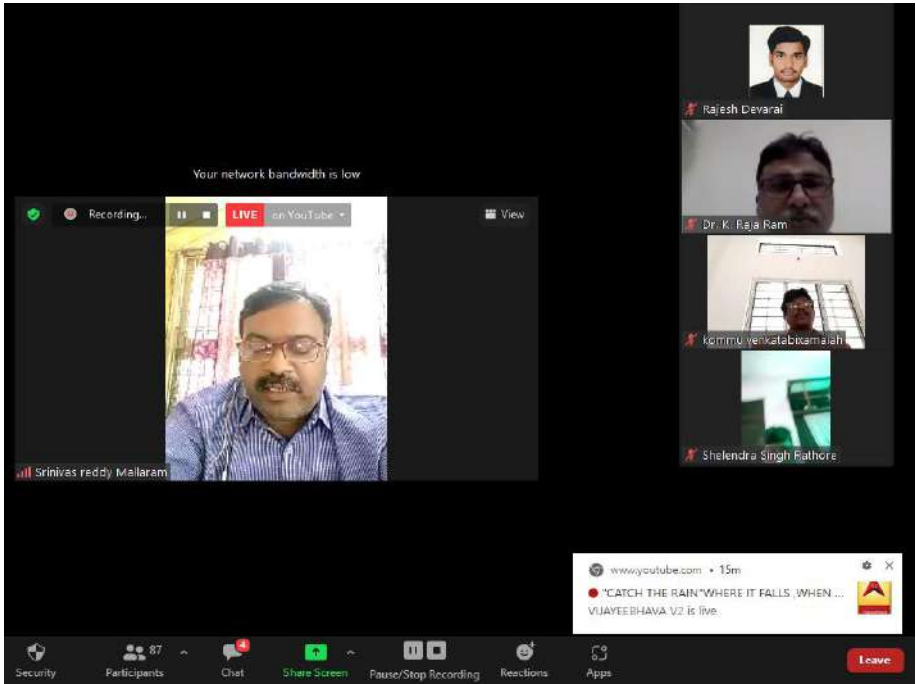 Your network bandwidth is low
Recording...
LIVE on YouTube
View
Srinivas reddy Mallaram
Rajesh Devarai
Dr. K. Raja Ram
kommu venkatabixamaiah
Shelendra Singh Rathore
www.youtube.com • 15m
"CATCH THE RAIN"WHERE IT FALLS ,WHEN ...
VIJAYEEBHAVA V2 is live
Security
Participants
87
Chat
4
Share Screen
Pause/Stop Recording
Reactions
Apps
Leave